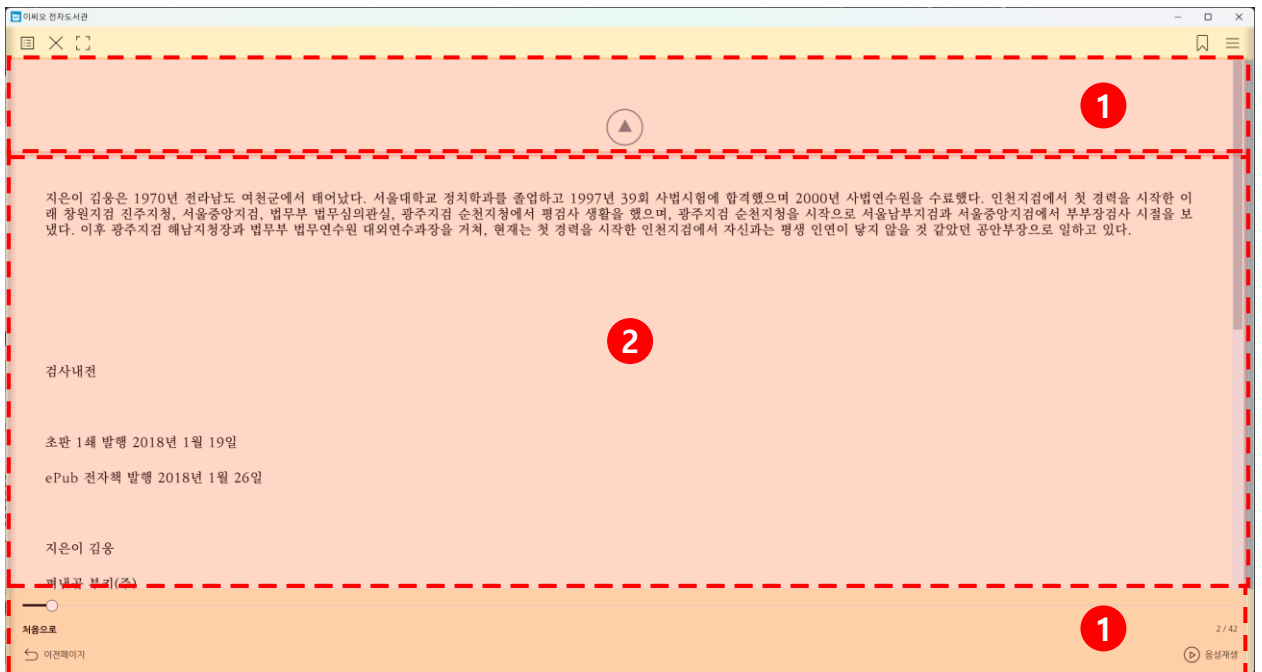 이씨오 전자도서관
1
지은이 김웅은 1970년 전라남도 여천군에서 태어났다. 서울대학교 정치학과를 졸업하고 1997년 39회 사법시험에 합격했으며 2000년 사법연수원을 수료했다. 인천지검에서 첫 경력을 시작한 이
래 창원지검 진주지청, 서울중앙지검, 법무부 법무심의관실, 광주지검 순천지청에서 평검사 생활을 했으며, 광주지검 순천지청을 시작으로 서울남부지검과 서울중앙지검에서 부부장검사 시절을 보
냈다. 이후 광주지검 해남지청장과 법무부 법무연수원 대외연수과장을 거쳐, 현재는 첫 경력을 시작한 인천지검에서 자신과는 평생 인연이 닿지 않을 것 같았던 공안부장으로 일하고 있다.
2
검사내전
초판 1쇄 발행 2018년 1월 19일
ePub 전자책 발행 2018년 1월 26일
지은이 김웅
펴낸곳 부키(주)
1
처음으로
2 / 42
이전페이지
음성재생